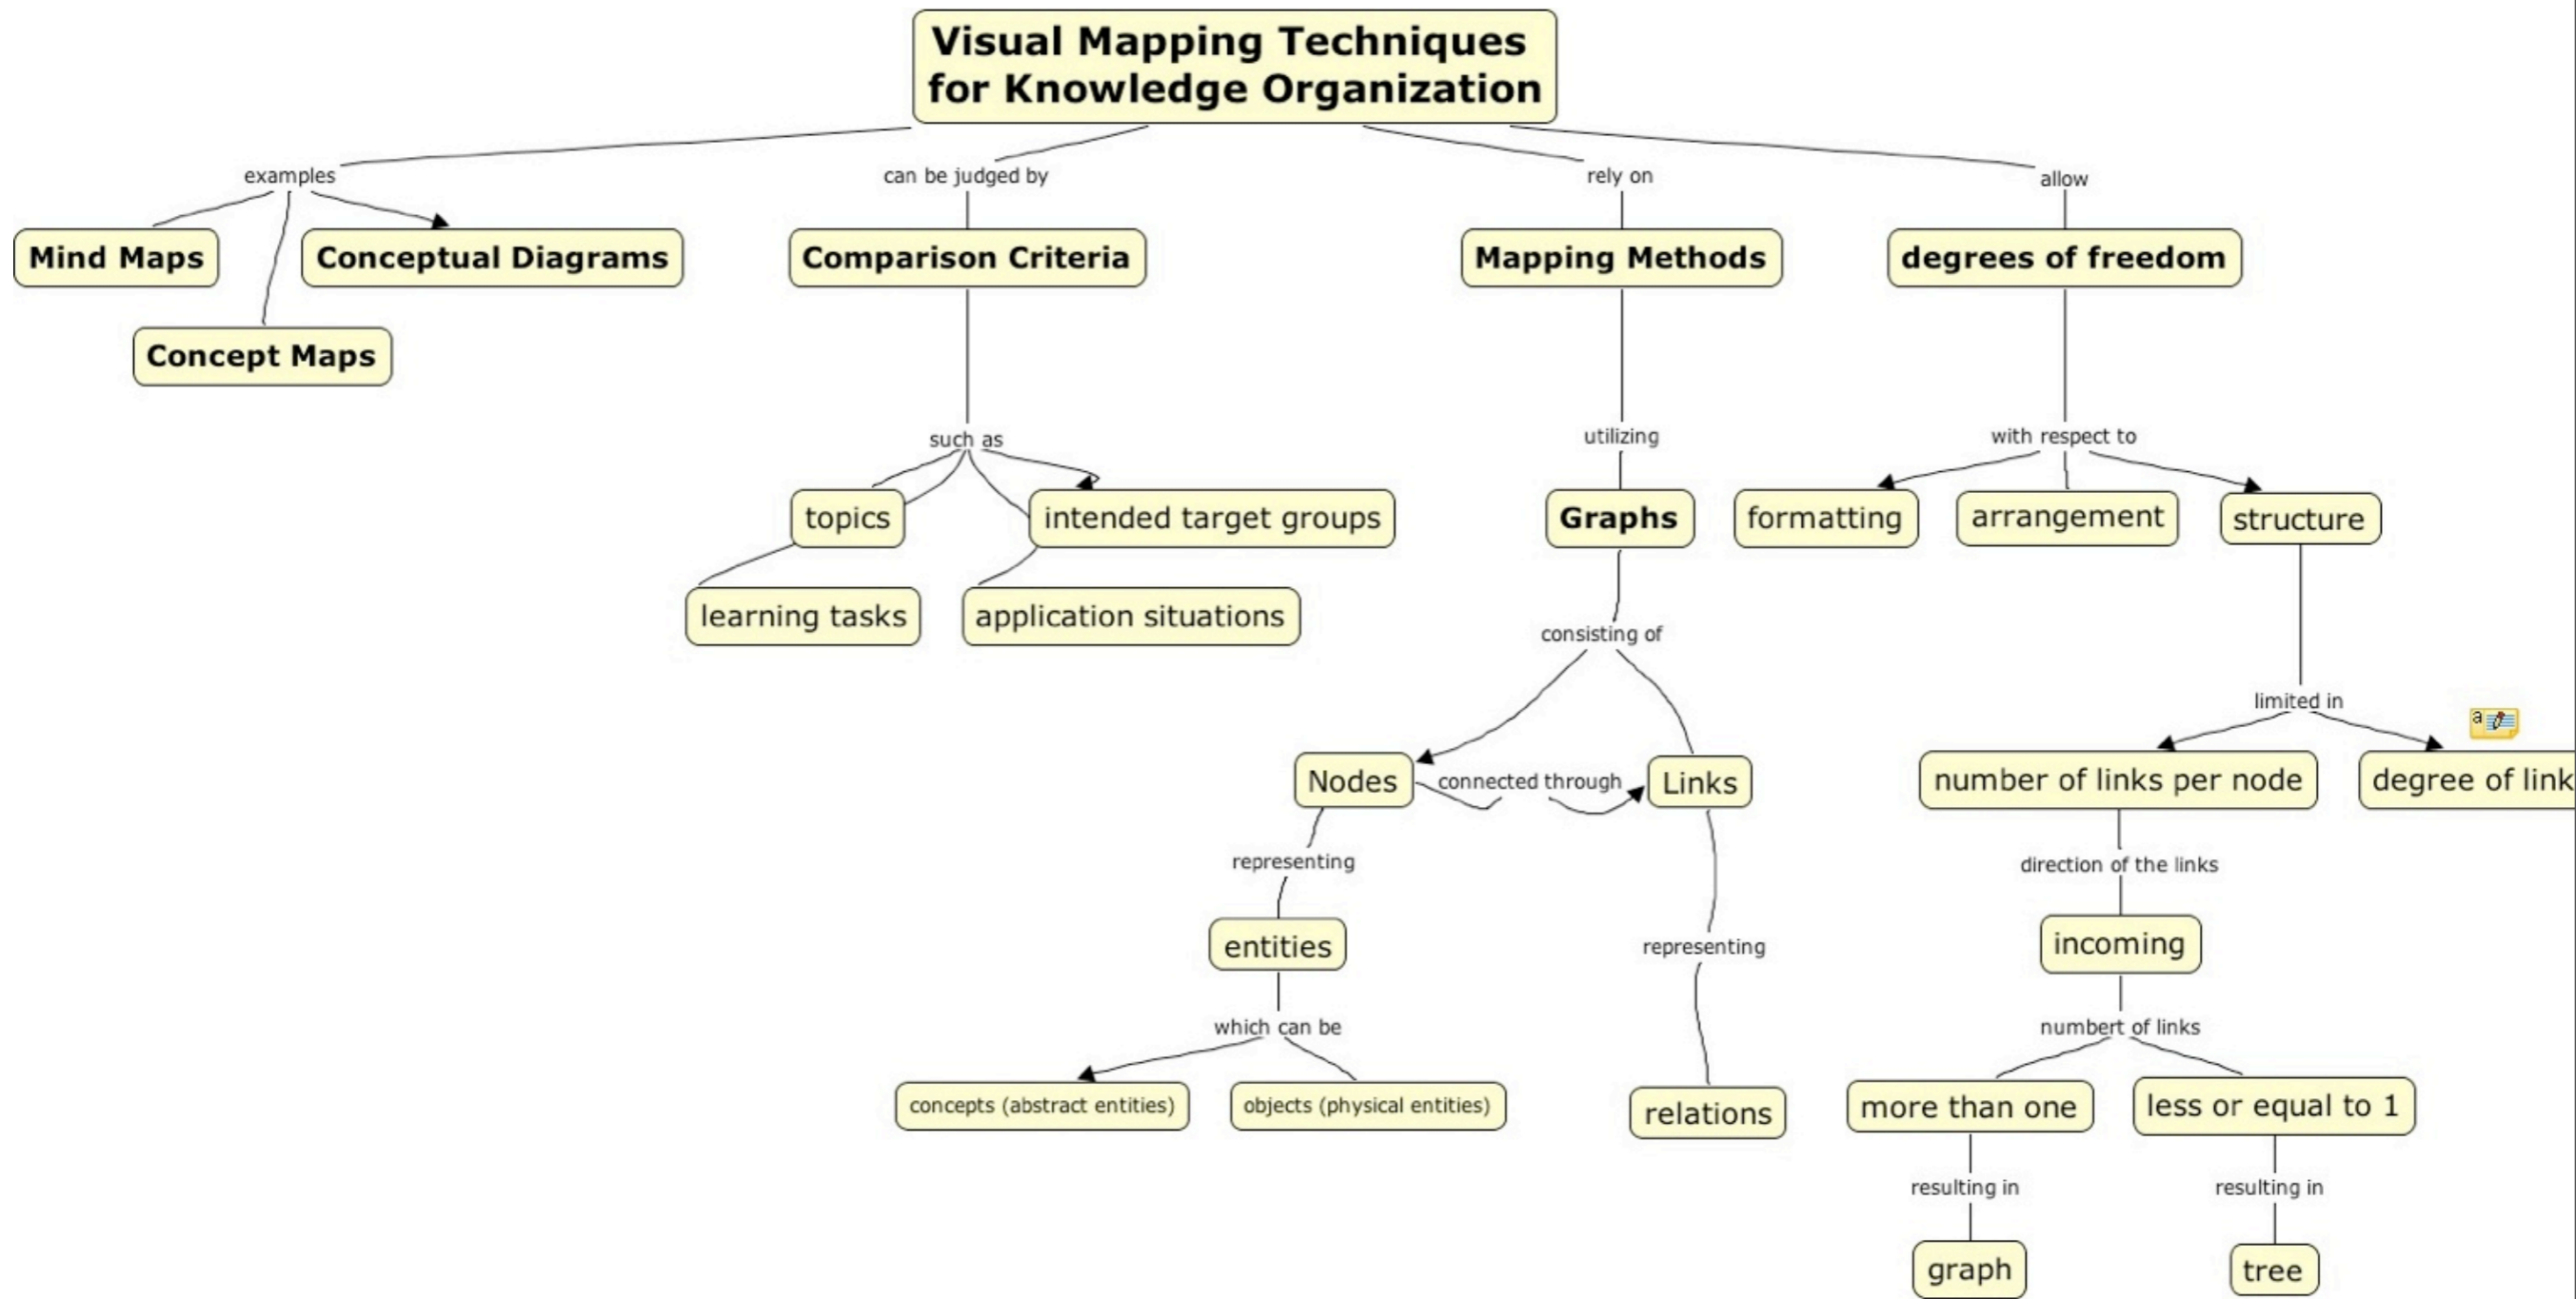 Visual Mapping Techniques
for Knowledge Organization
examples
can be judged by
rely on
allow
Mind Maps
Conceptual Diagrams
Comparison Criteria
Mapping Methods
degrees of freedom
Concept Maps
such as
utilizing
with respect to
topics
intended target groups
Graphs
formatting
arrangement
structure
learning tasks
application situations
consisting of
limited in
a
Nodes
connected through
Links
number of links per node
degree of link
representing
direction of the links
entities
representing
incoming
which can be
numbert of links
concepts (abstract entities)
objects (physical entities)
relations
more than one
less or equal to 1
resulting in
resulting in
graph
tree